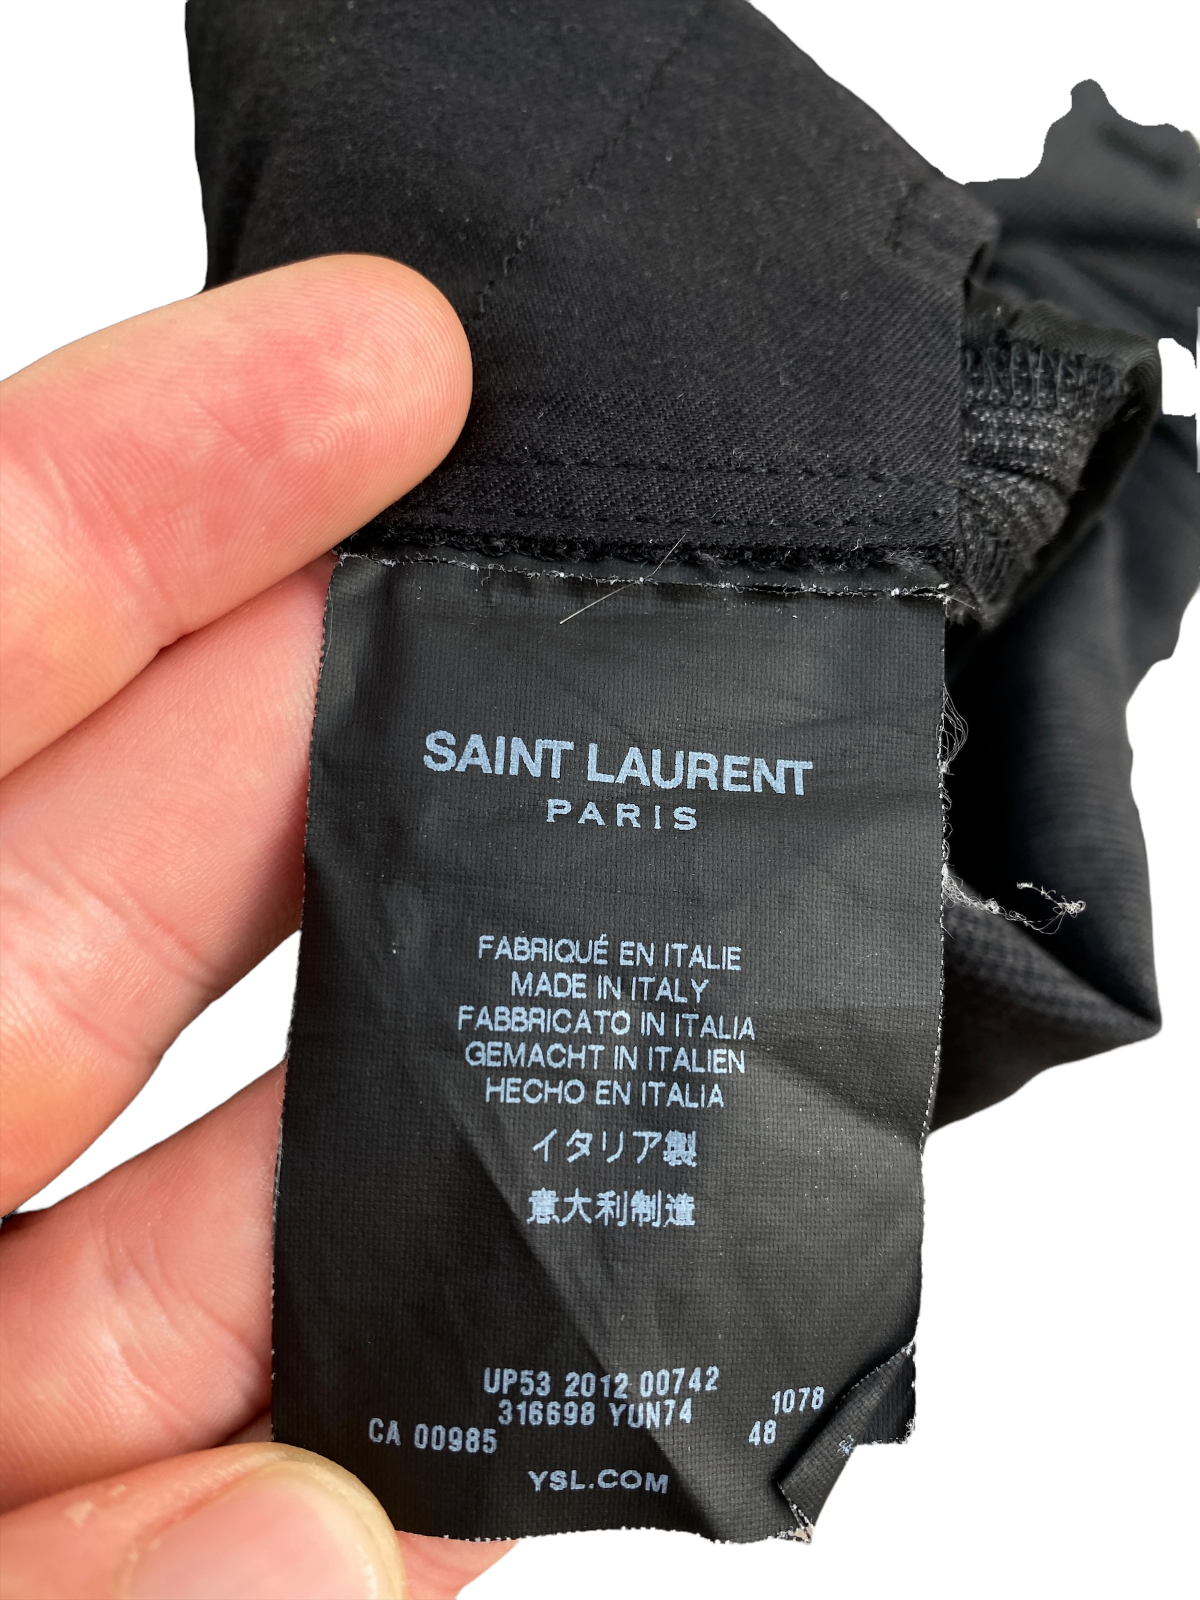 SAINT LAURENT
PARIS
FABRIQUÉ EN ITALIE
MADE IN ITALY
FABBRICATO IN ITALIA
GEMACHT IN ITALIEN
HECHO EN ITALIA
イタリア製
意大利制造
UP53 2012 00742
316698 YUN74 1078
CA 00985 48
YSL.COM